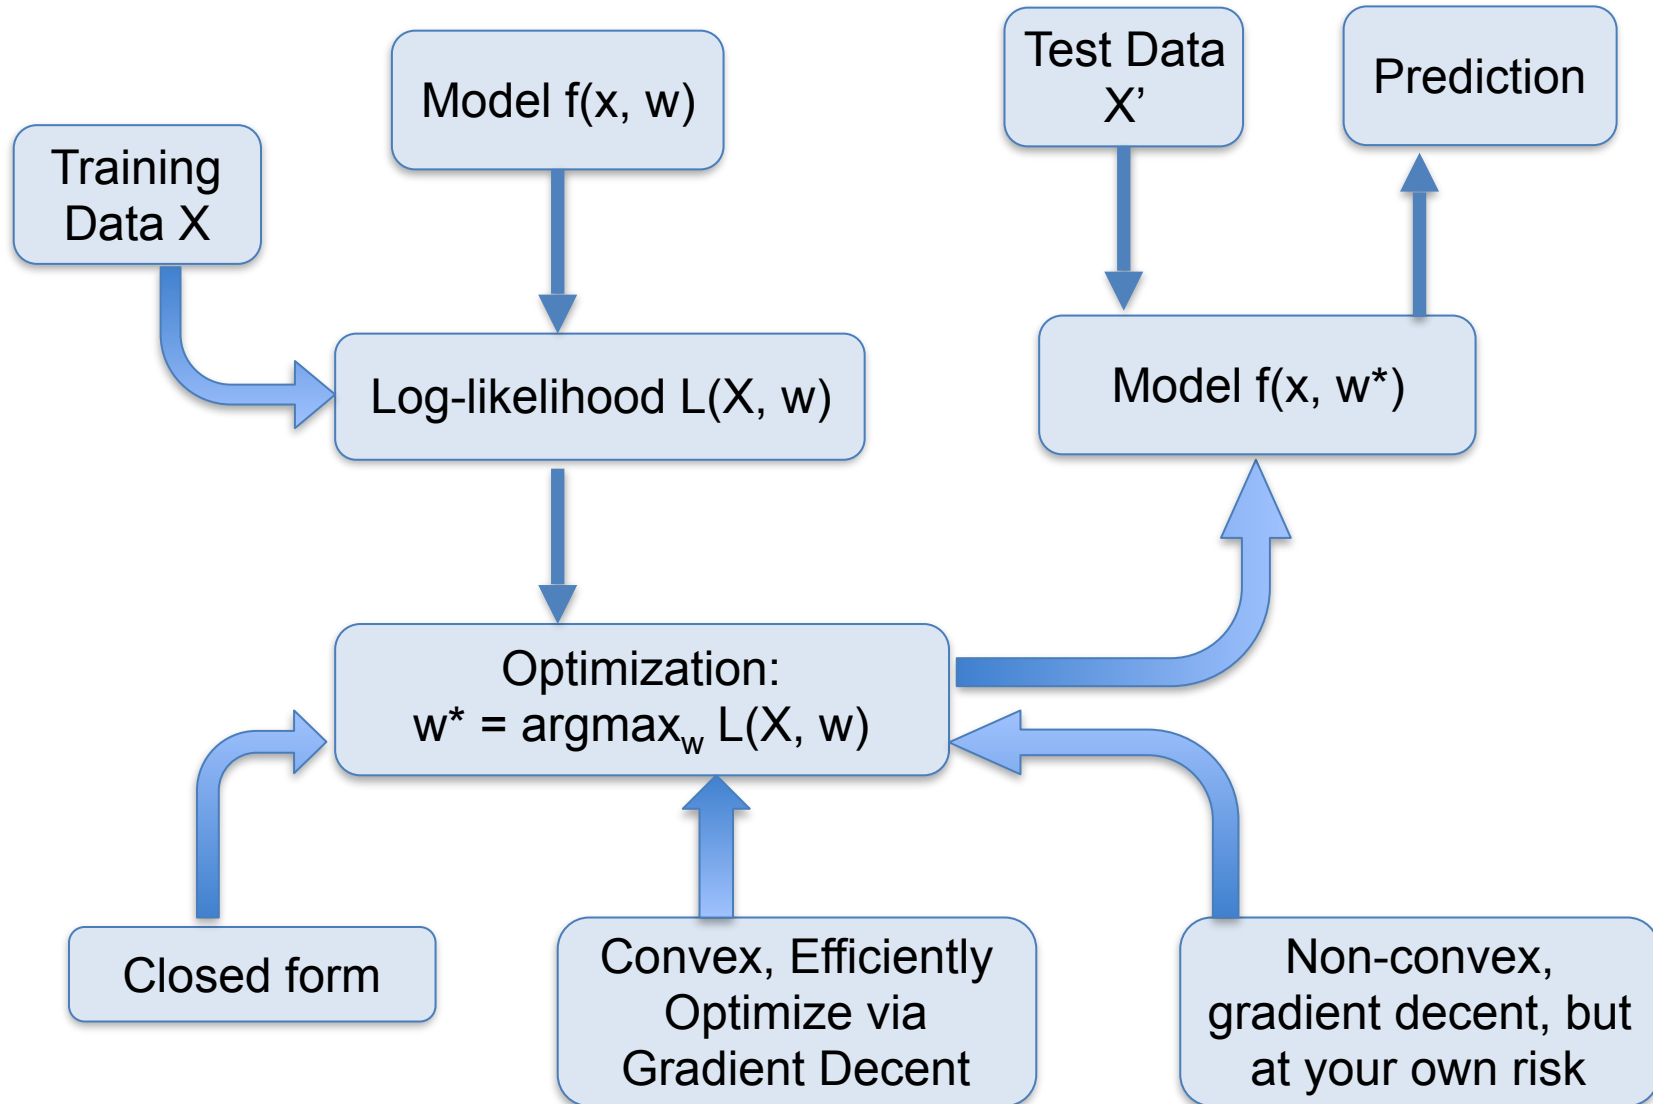 Model f(x, w)
Test Data
X’
Prediction
Training
Data X
Log-likelihood L(X, w)
Model f(x, w*)
Optimization:
w* = argmaxw L(X, w)
Closed form
Convex, Efficiently
Optimize via
Gradient Decent
Non-convex,
gradient decent, but
at your own risk